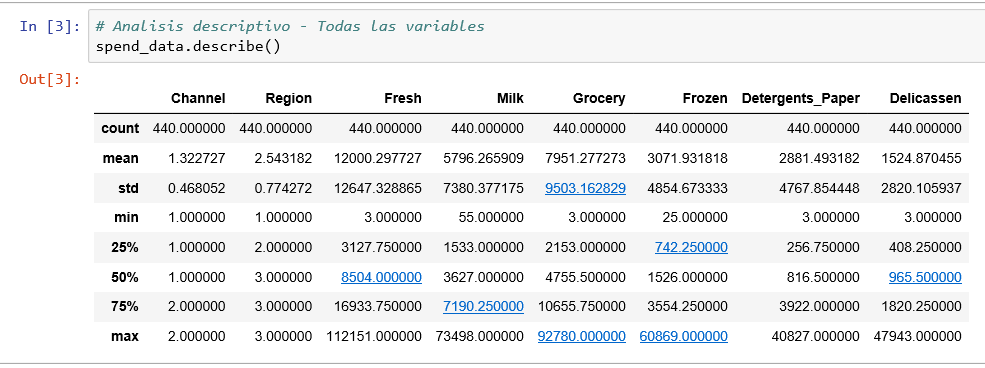 In [3]: # Analisis descriptivo - Todas las variables
spend_data.describe()
Out[3]:
Channel Region Fresh Milk Grocery Frozen Detergents_Paper Delicassen
count 440.000000 440.000000 440.000000 440.000000 440.000000 440.000000 440.000000 440.000000
mean 1.322727 2.543182 12000.297727 5796.265909 7951.277273 3071.931818 2881.493182 1524.870455
std 0.468052 0.774272 12647.328865 7380.377175 9503.162829 4854.673333 4767.854448 2820.105937
min 1.000000 1.000000 3.000000 55.000000 3.000000 25.000000 3.000000 3.000000
25% 1.000000 2.000000 3127.750000 1533.000000 2153.000000 742.250000 256.750000 408.250000
50% 1.000000 3.000000 8504.000000 3627.000000 4755.500000 1526.000000 816.500000 965.500000
75% 2.000000 3.000000 16933.750000 7190.250000 10655.750000 3554.250000 3922.000000 1820.250000
max 2.000000 3.000000 112151.000000 73498.000000 92780.000000 60869.000000 40827.000000 47943.000000